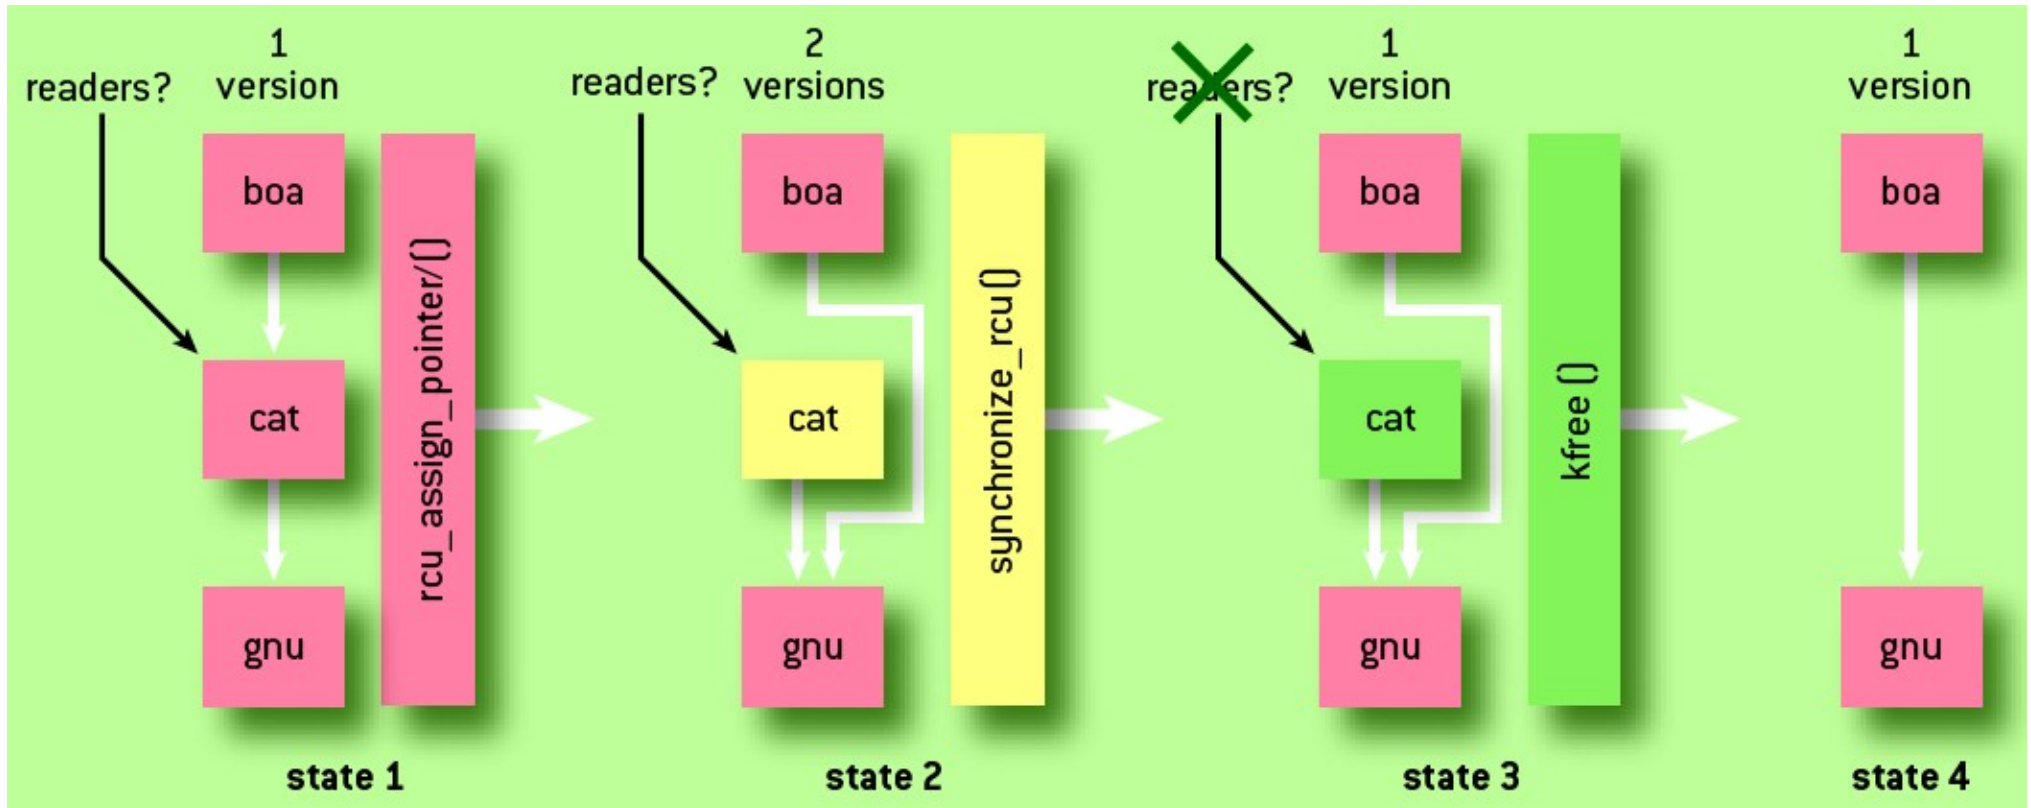 1
version
readers?
boa
cat
gnu
rcu_assign_pointer/()
state 1
2
versions
readers?
boa
cat
gnu
synchronize_rcu()
state 2
1
version
readers?
boa
cat
gnu
kfree ()
state 3
1
version
boa
gnu
state 4